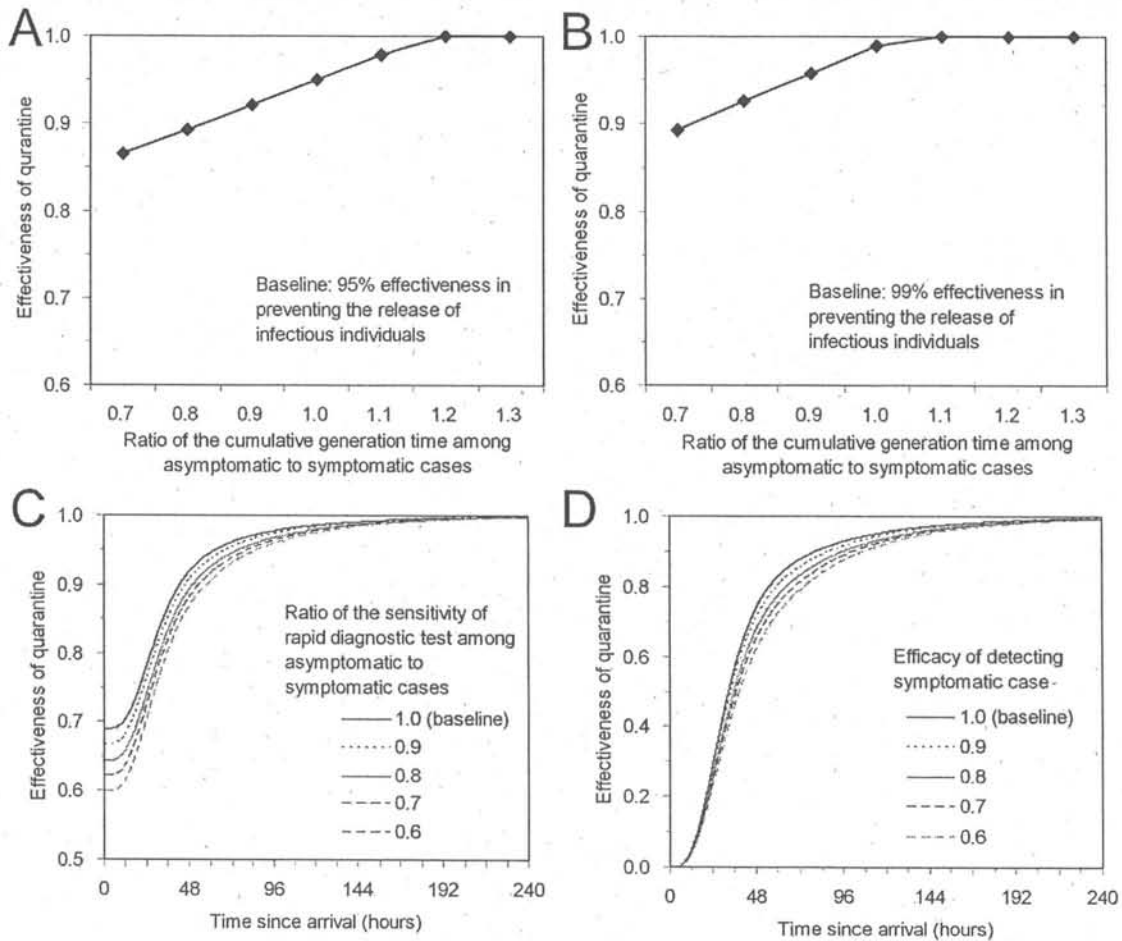 A
1.0
0.9
0.8
0.7
0.6
Effectiveness of qurantine
Baseline: 95% effectiveness in
preventing the release of
infectious individuals
0.7 0.8 0.9 1.0 1.1 1.2 1.3
Ratio of the cumulative generation time among
asymptomatic to symptomatic cases
B
1.0
0.9
0.8
0.7
0.6
Effectiveness of quarantine
Baseline: 99% effectiveness in
preventing the release of
infectious individuals
0.7 0.8 0.9 1.0 1.1 1.2 1.3
Ratio of the cumulative generation time among
asymptomatic to symptomatic cases
C
1.0
0.9
0.8
0.7
0.6
0.5
Effectiveness of quarantine
Ratio of the sensitivity of
rapid diagnostic test among
asymptomatic to
symptomatic cases
1.0 (baseline)
0.9
0.8
0.7
0.6
0 48 96 144 192 240
Time since arrival (hours)
D
1.0
0.8
0.6
0.4
0.2
0.0
Effectiveness of quarantine
Efficacy of detecting
symptomatic case
1.0 (baseline)
0.9
0.8
0.7
0.6
0 48 96 144 192 240
Time since arrival (hours)